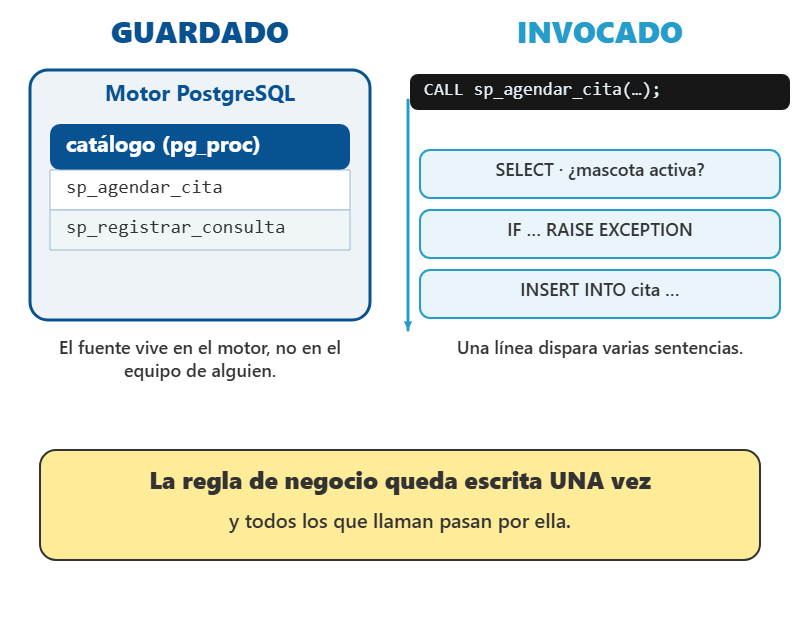 GUARDADO
Motor PostgreSQL
catálogo (pg_proc)
sp_agendar_cita
sp_registrar_consulta
El fuente vive en el motor, no en el
equipo de alguien.
INVOCADO
CALL sp_agendar_cita(…);
SELECT · ¿mascota activa?
IF … RAISE EXCEPTION
INSERT INTO cita …
Una línea dispara varias sentencias.
La regla de negocio queda escrita UNA vez
y todos los que llaman pasan por ella.